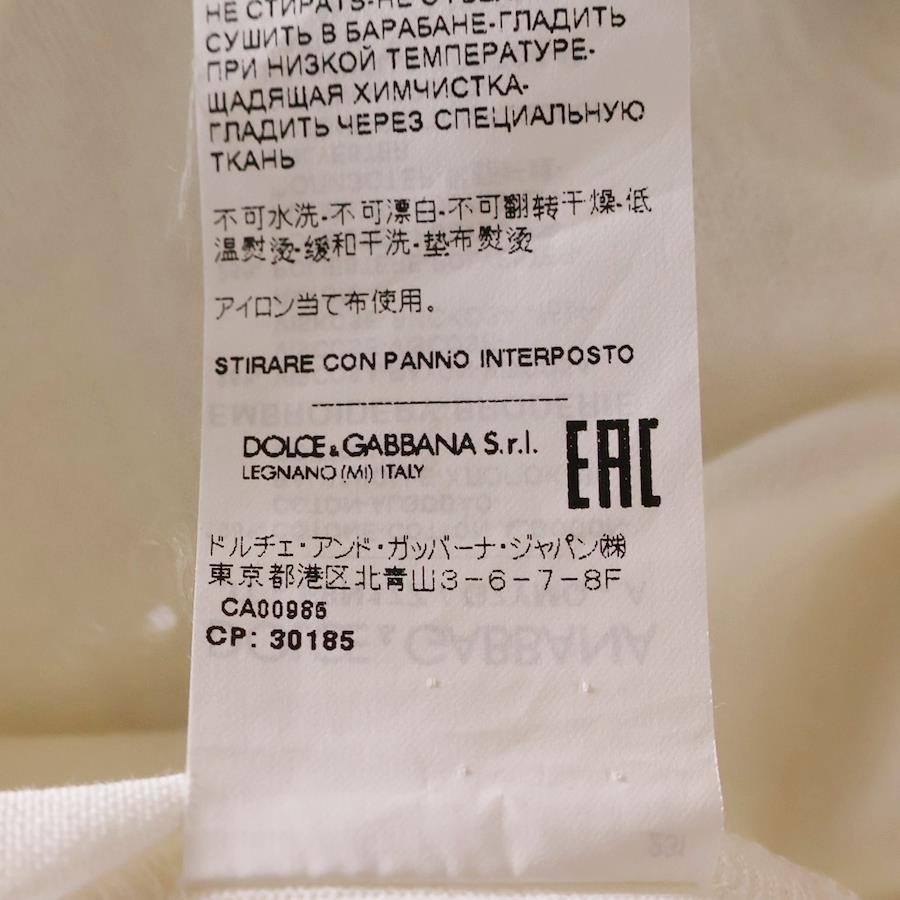 НЕ СТИРАТЬ-НЕ
СУШИТЬ В БАРАБАНЕ-ГЛАДИТЬ
ПРИ НИЗКОЙ ТЕМПЕРАТУРЕ-
ЩАДЯЩАЯ ХИМЧИСТКА-
ГЛАДИТЬ ЧЕРЕЗ СПЕЦИАЛЬНУЮ
ТКАНЬ
不可水洗-不可漂白-不可翻转干燥-低
温熨烫-缓和干洗-垫布熨烫
アイロン当て布使用。
STIRARE CON PANNO INTERPOSTO
DOLCE & GABBANA S.r.l.
LEGNANO (MI) ITALY
EAC
ドルチェ・アンド・ガッバーナ・ジャパン㈱
東京都港区北青山3-6-7-8F
CA00985
CP: 30185